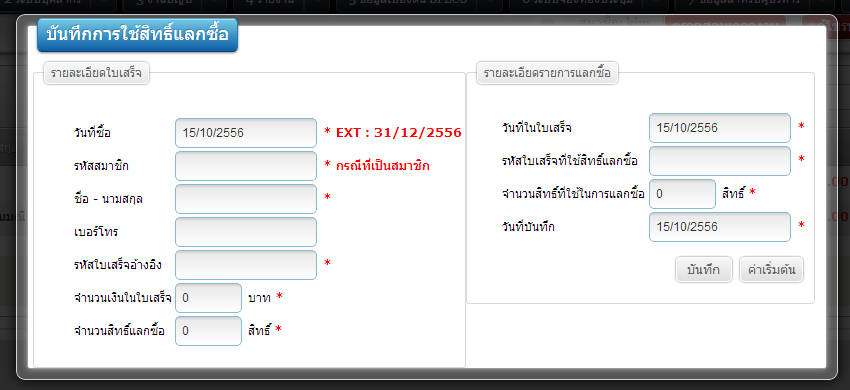 บันทึกการใช้สิทธิ์แลกซื้อ
รายละเอียดใบเสร็จ
วันที่ซื้อ 15/10/2556 * EXT : 31/12/2556
รหัสสมาชิก * กรณีที่เป็นสมาชิก
ชื่อ - นามสกุล *
เบอร์โทร
รหัสใบเสร็จอ้างอิง *
จำนวนเงินในใบเสร็จ 0 บาท *
จำนวนสิทธิ์แลกซื้อ 0 สิทธิ์ *
รายละเอียดรายการแลกซื้อ
วันที่ในใบเสร็จ 15/10/2556 *
รหัสใบเสร็จที่ใช้สิทธิ์แลกซื้อ *
จำนวนสิทธิ์ที่ใช้ในการแลกซื้อ 0 สิทธิ์ *
วันที่บันทึก 15/10/2556 *
บันทึก ค่าเริ่มต้น